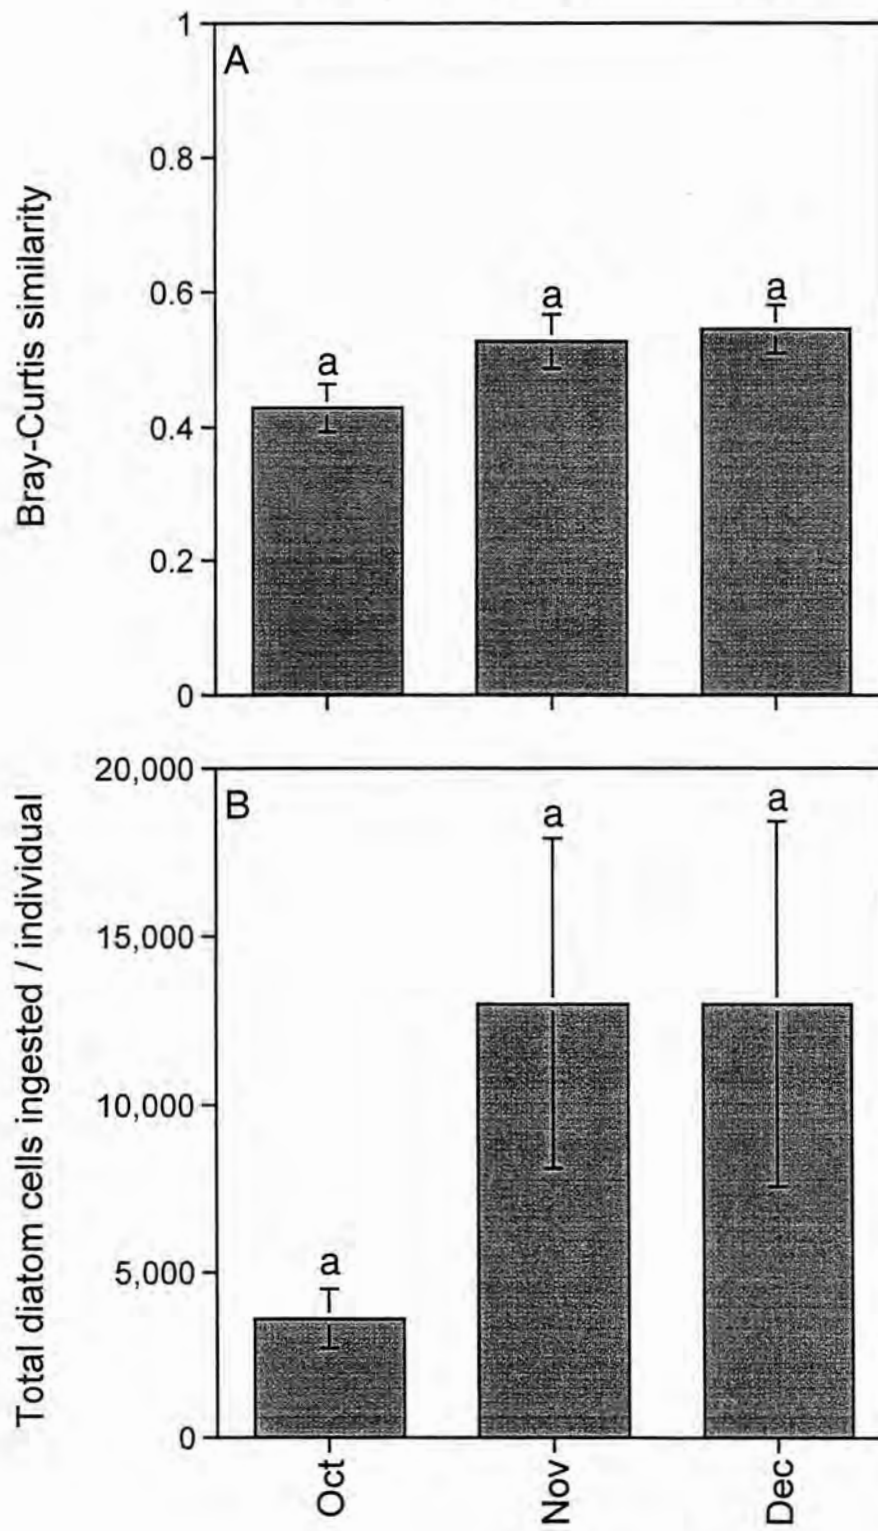 1
A
0.8
Bray-Curtis similarity
a
a
0.6
a
0.4
0.2
0
20,000
B
a
a
15,000
Total diatom cells ingested / individual
10,000
a
5,000
0
Oct
Nov
Dec